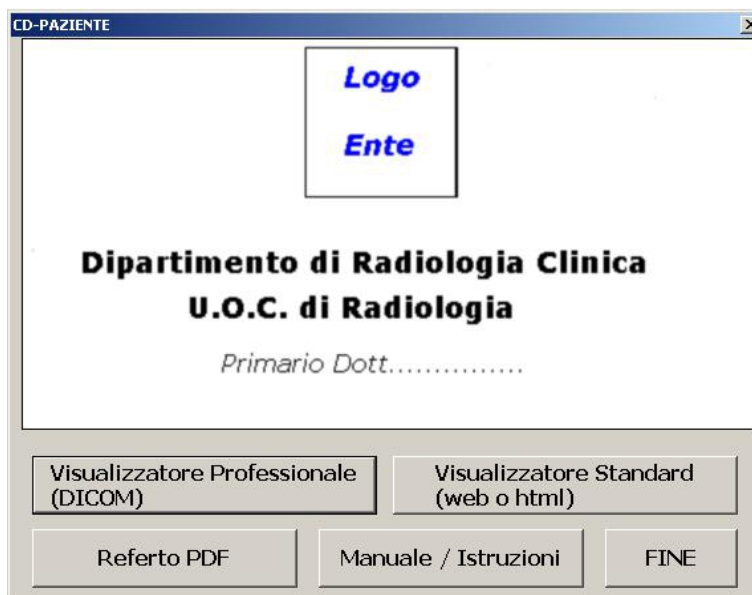 CD-PAZIENTE
Logo
Ente
Dipartimento di Radiologia Clinica
U.O.C. di Radiologia
Primario Dott...............
Visualizzatore Professionale
(DICOM)
Visualizzatore Standard
(web o html)
Referto PDF
Manuale / Istruzioni
FINE